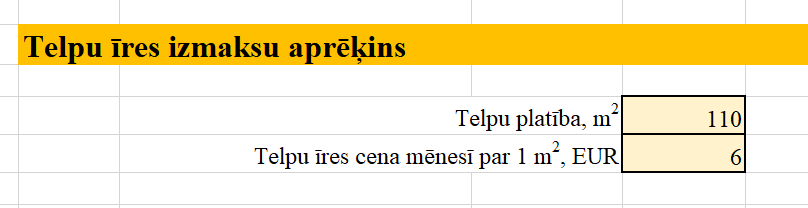 Telpu īres izmaksu aprēķins
Telpu platība, m² 110
Telpu īres cena mēnesī par 1 m², EUR 6